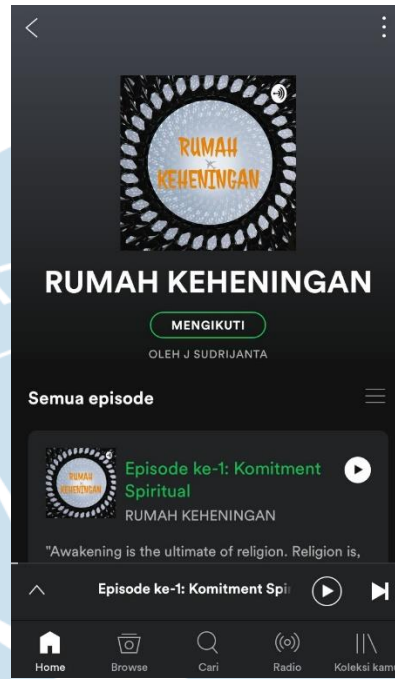 RUMAH
KEHENINGAN
RUMAH KEHENINGAN
MENGIKUTI
OLEH J SUDRIJANTA
Semua episode
RUMAH
KEHENINGAN
Episode ke-1: Komitment
Spiritual
RUMAH KEHENINGAN
"Awakening is the ultimate of religion. Religion is,
Episode ke-1: Komitment Spir
Home Browse Cari Radio Koleksi kamu